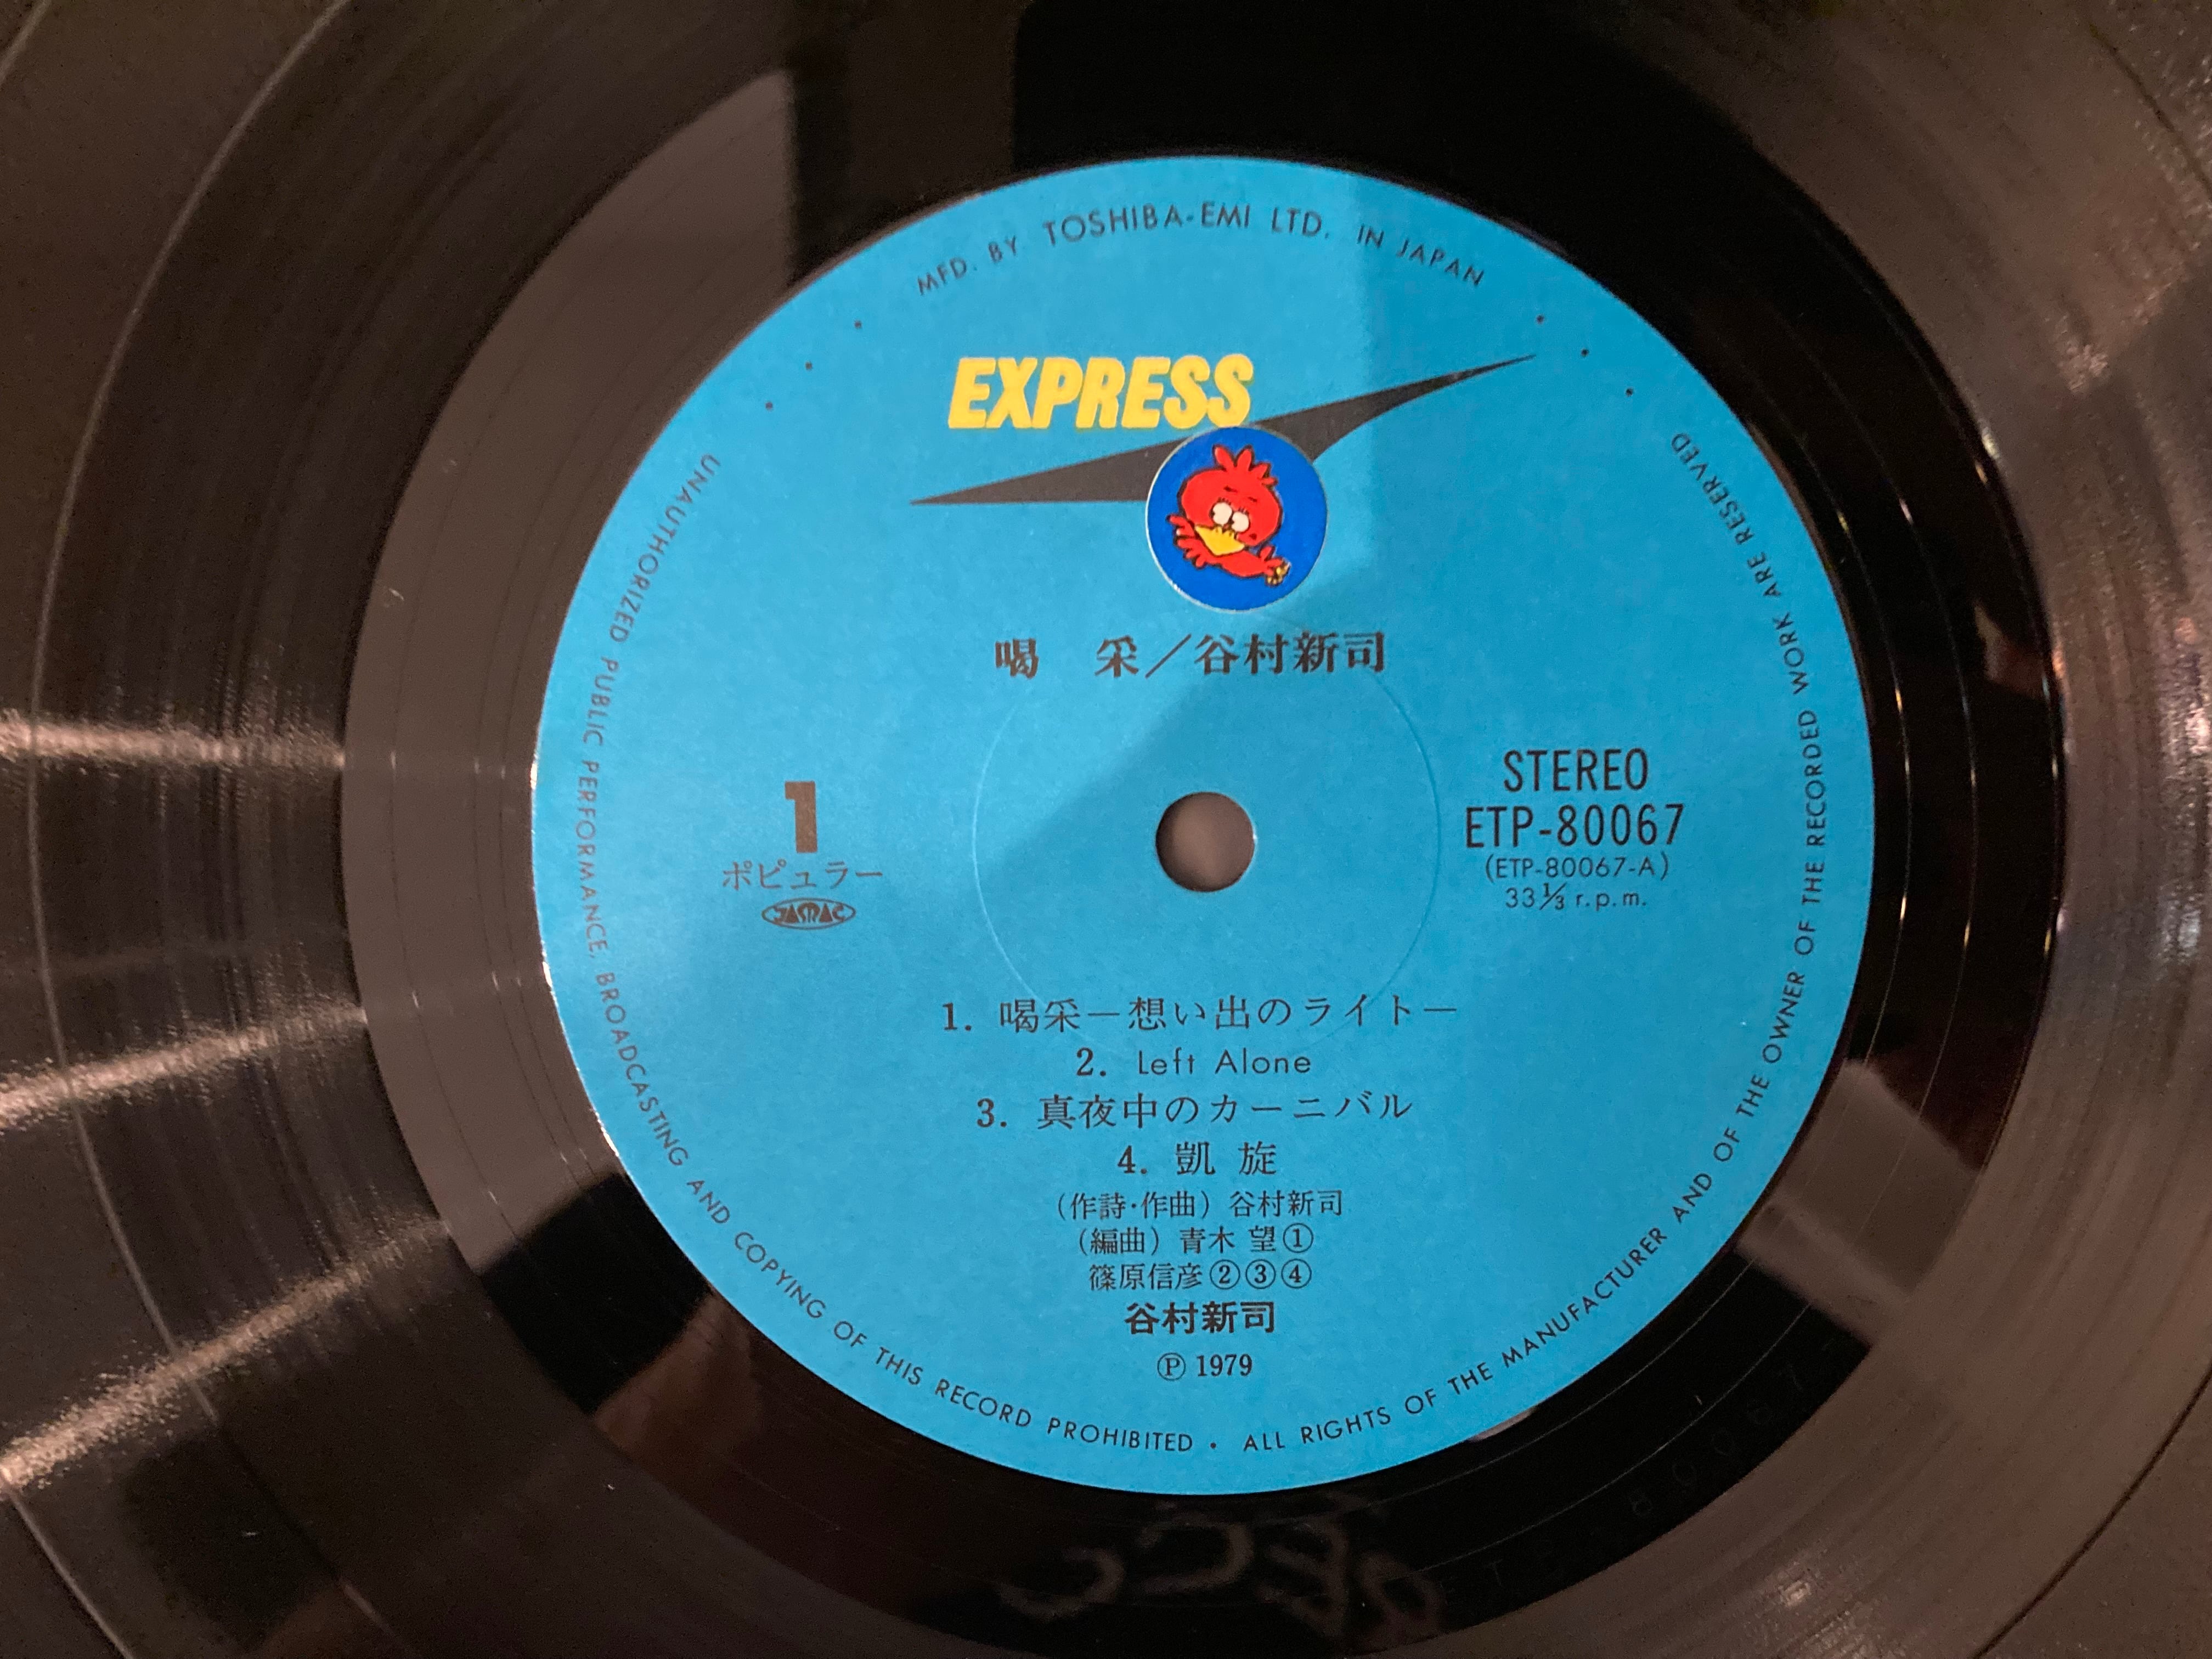 MFD. BY TOSHIBA-EMI LTD. IN JAPAN
EXPRESS
喝 采／谷村新司
1
ポピュラー
JASRAC
STEREO
ETP-80067
(ETP-80067-A)
33⅓ r.p.m.
1. 喝采－想い出のライト－
2. Left Alone
3. 真夜中のカーニバル
4. 凱 旋
(作詩･作曲) 谷村新司
(編曲) 青木 望①
篠原信彦②③④
谷村新司
Ⓟ 1979
UNAUTHORIZED PUBLIC PERFORMANCE, BROADCASTING AND COPYING OF THIS RECORD PROHIBITED • ALL RIGHTS OF THE MANUFACTURER AND OF THE OWNER OF THE RECORDED WORK ARE RESERVED